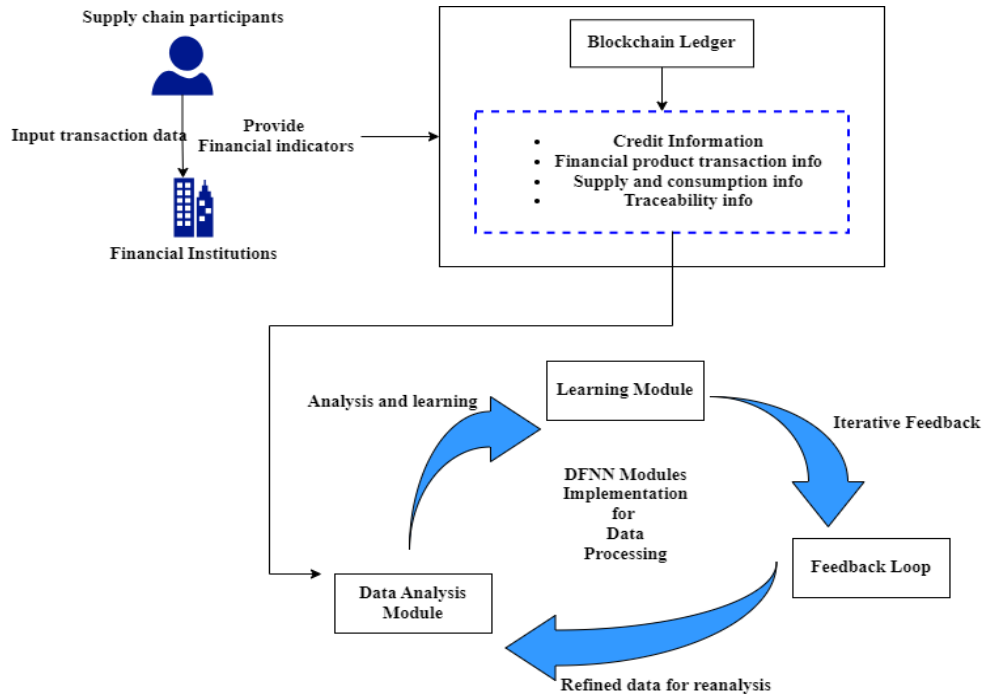 Supply chain participants
Input transaction data
Provide
Financial indicators
Financial Institutions
Blockchain Ledger
• Credit Information
• Financial product transaction info
• Supply and consumption info
• Traceability info
Analysis and learning
Learning Module
Iterative Feedback
DFNN Modules
Implementation
for
Data
Processing
Feedback Loop
Data Analysis
Module
Refined data for reanalysis